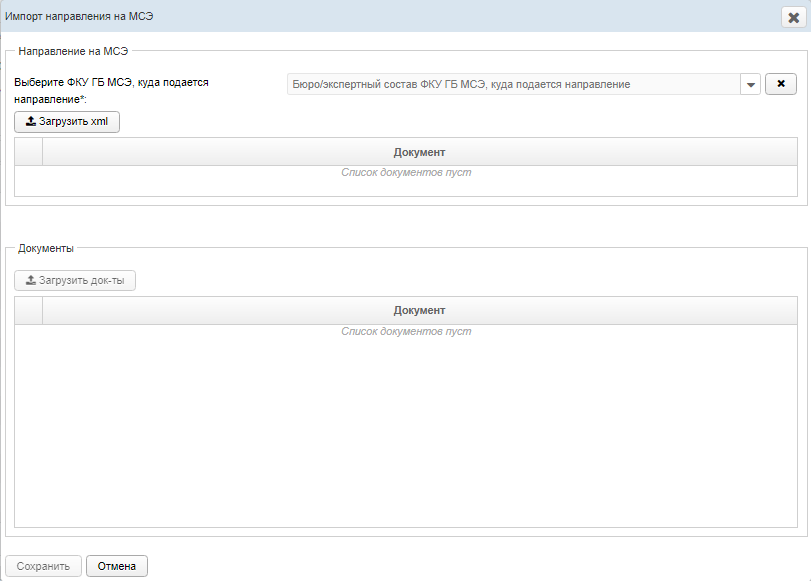 Импорт направления на МСЭ
Направление на МСЭ
Выберите ФКУ ГБ МСЭ, куда подается
направление*:
Бюро/экспертный состав ФКУ ГБ МСЭ, куда подается направление
Загрузить xml
Документ
Список документов пуст
Документы
Загрузить док-ты
Документ
Список документов пуст
Сохранить
Отмена